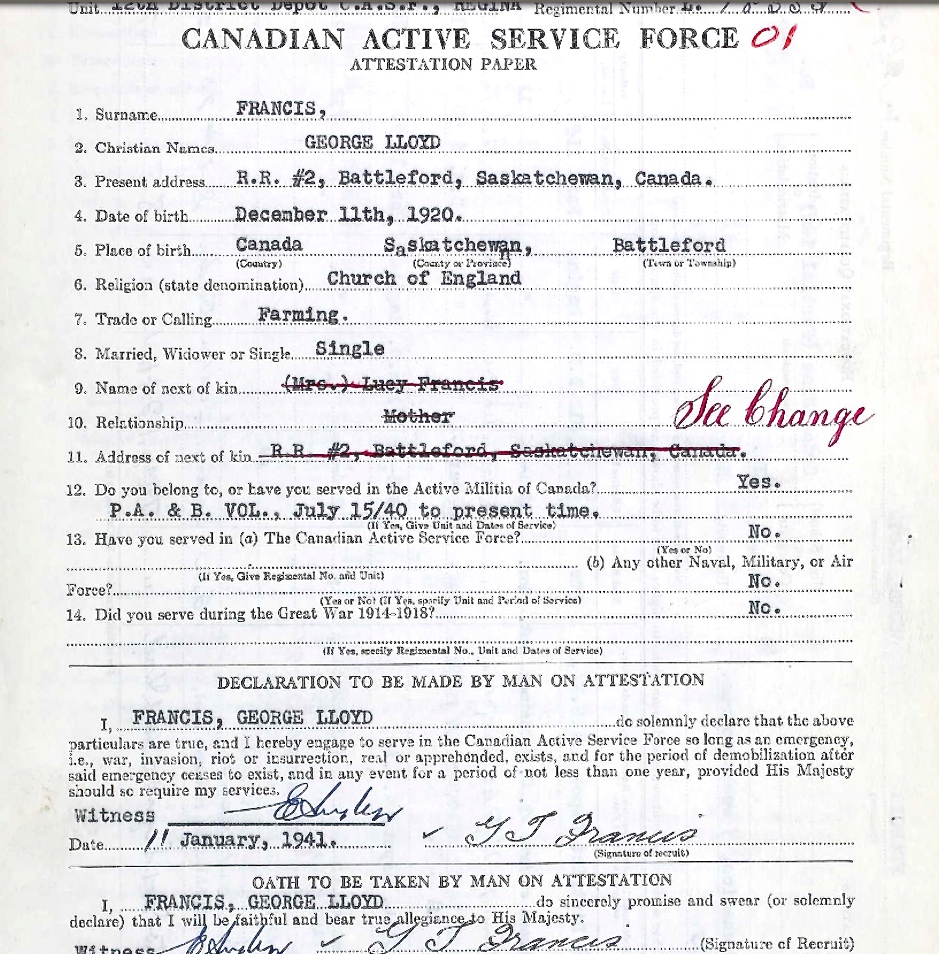 Unit 12th District Depot C.A.S.F., REGINA Regimental Number
CANADIAN ACTIVE SERVICE FORCE 01
ATTESTATION PAPER
1. Surname FRANCIS,
2. Christian Names GEORGE LLOYD
3. Present address R.R. #2, Battleford, Saskatchewan, Canada.
4. Date of birth December 11th, 1920.
5. Place of birth Canada Saskatchewan, Battleford
(Country) (County or Province) (Town or Township)
6. Religion (state denomination) Church of England
7. Trade or Calling Farming.
8. Married, Widower or Single Single
9. Name of next of kin (Mrs.) Lucy Francis
10. Relationship Mother See Change
11. Address of next of kin R.R. #2, Battleford, Saskatchewan, Canada.
12. Do you belong to, or have you served in the Active Militia of Canada? Yes.
P.A. & B. VOL., July 15/40 to present time.
(If Yes, Give Unit and Dates of Service)
13. Have you served in (a) The Canadian Active Service Force? No.
(Yes or No)
(b) Any other Naval, Military, or Air
(If Yes, Give Regimental No. and Unit)
Force? No.
(Yes or No) (If Yes, specify Unit and Period of Service)
14. Did you serve during the Great War 1914-1918? No.
(If Yes, specify Regimental No., Unit and Dates of Service)
DECLARATION TO BE MADE BY MAN ON ATTESTATION
I, FRANCIS, GEORGE LLOYD do solemnly declare that the above
particulars are true, and I hereby engage to serve in the Canadian Active Service Force so long as an emergency,
i.e., war, invasion, riot or insurrection, real or apprehended, exists, and for the period of demobilization after
said emergency ceases to exist, and in any event for a period of not less than one year, provided His Majesty
should so require my services.
Witness
Date 11 January, 1941. Francis
(Signature of recruit)
OATH TO BE TAKEN BY MAN ON ATTESTATION
I, FRANCIS, GEORGE LLOYD do sincerely promise and swear (or solemnly
declare) that I will be faithful and bear true allegiance to His Majesty.
Witness Francis (Signature of Recruit)